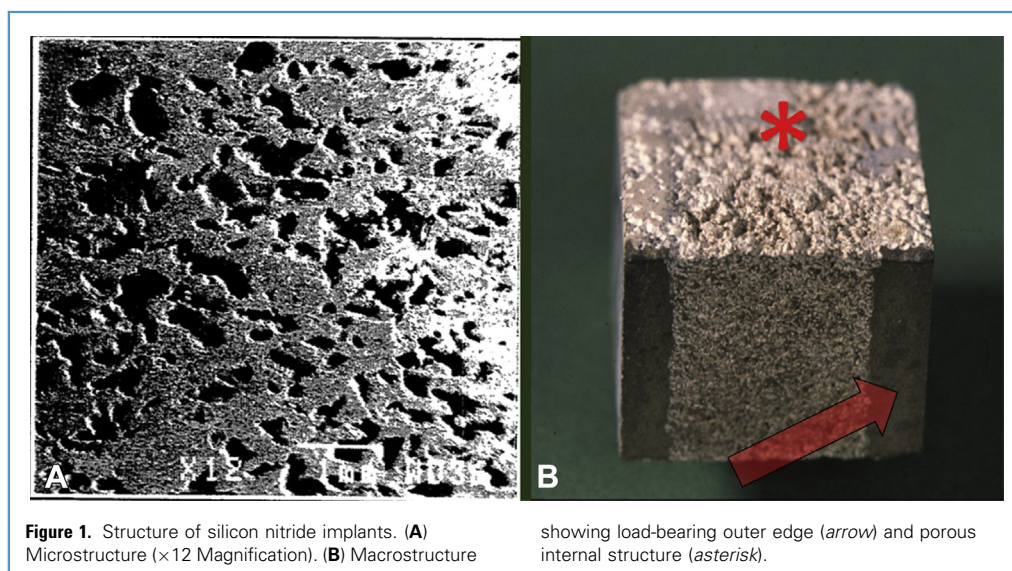 A
X12
1mm
B
Figure 1. Structure of silicon nitride implants. (A)
Microstructure (×12 Magnification). (B) Macrostructure
showing load-bearing outer edge (arrow) and porous
internal structure (asterisk).